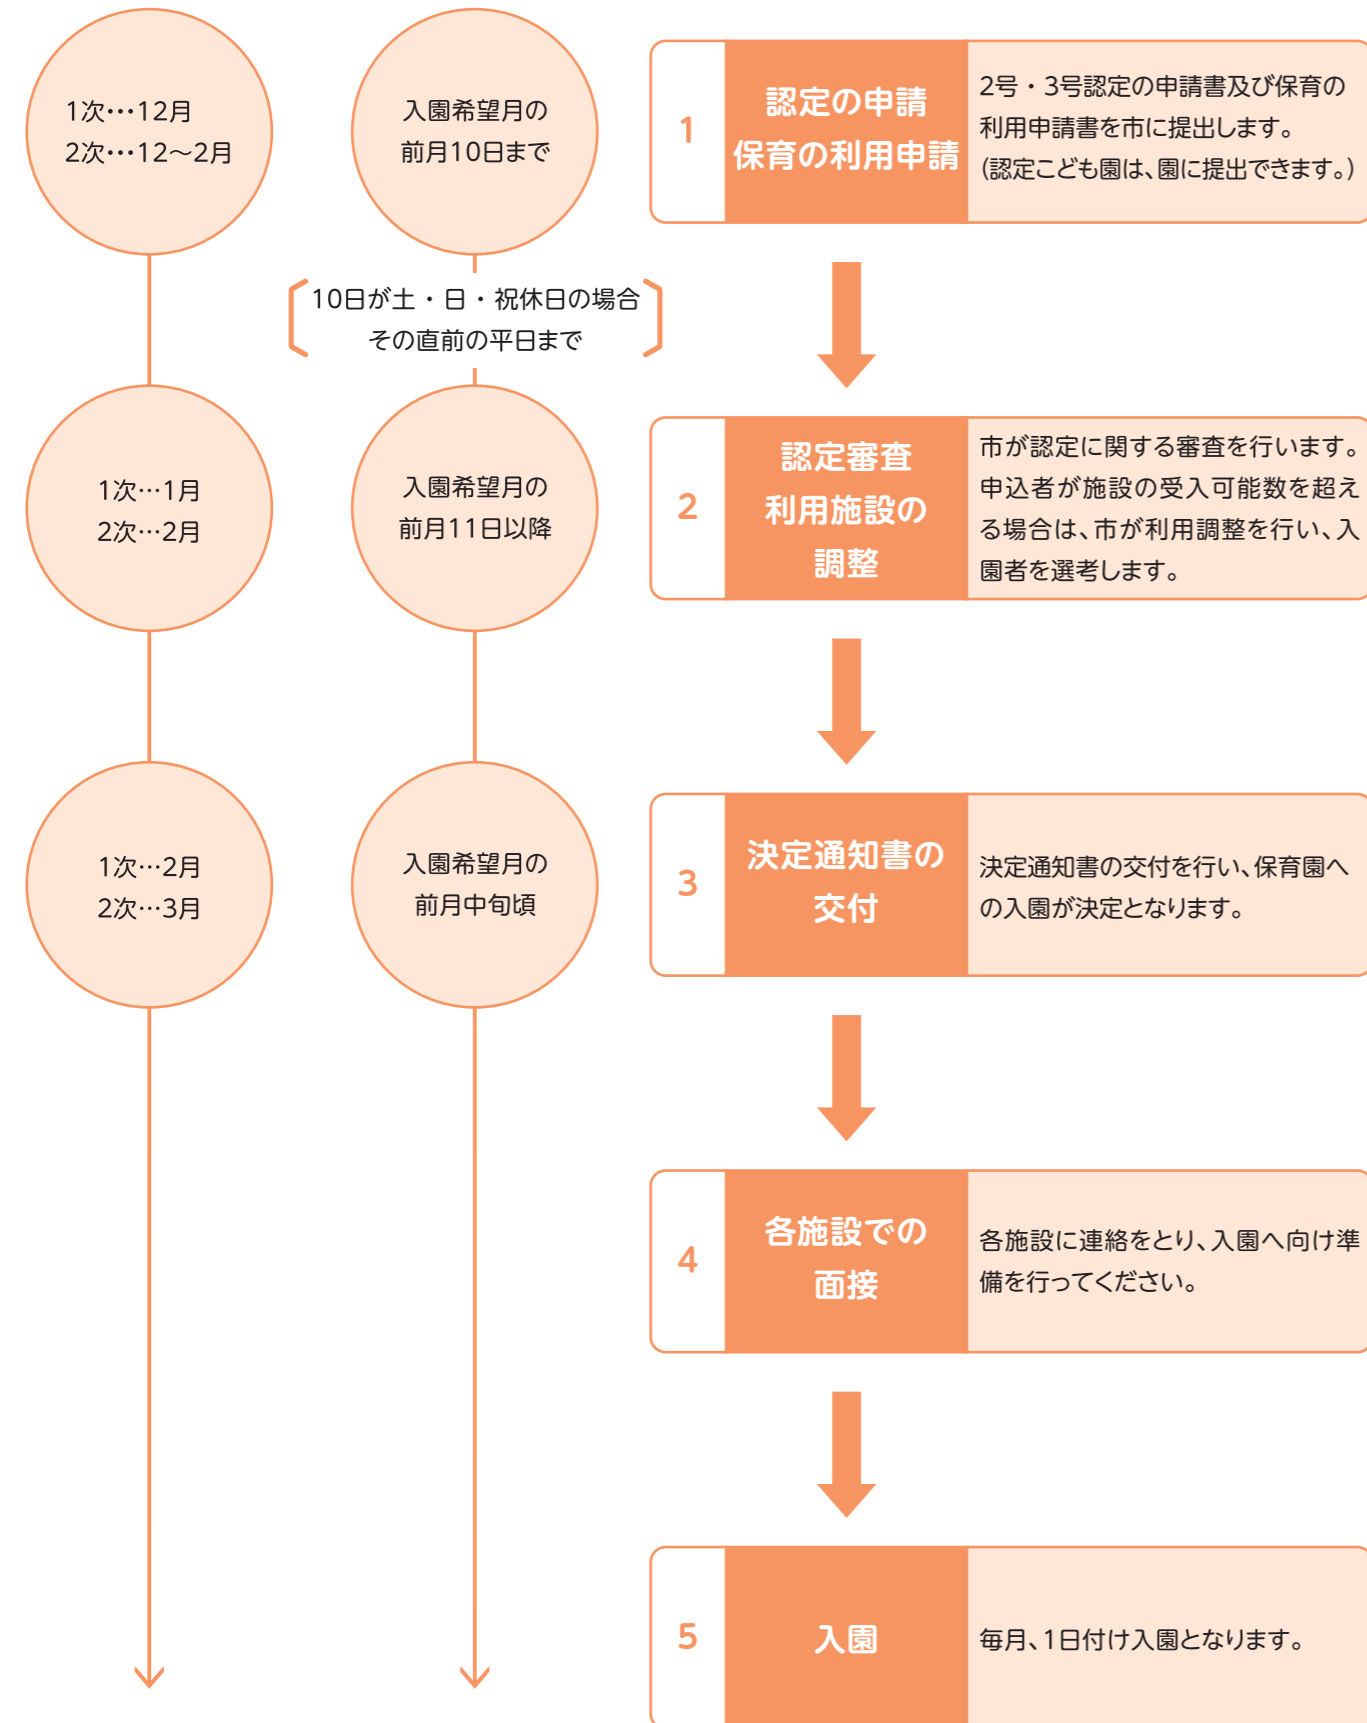 1次･･･12月
2次･･･12～2月
入園希望月の
前月10日まで
1
認定の申請
保育の利用申請
2号・3号認定の申請書及び保育の
利用申請書を市に提出します。
(認定こども園は、園に提出できます。)
10日が土・日・祝休日の場合
その直前の平日まで
1次…1月
2次…2月
入園希望月の
前月11日以降
2
認定審査
利用施設の
調整
市が認定に関する審査を行います。
申込者が施設の受入可能数を超え
る場合は、市が利用調整を行い、入
園者を選考します。
1次…2月
2次…3月
入園希望月の
前月中旬頃
3
決定通知書の
交付
決定通知書の交付を行い、保育園へ
の入園が決定となります。
4
各施設での
面接
各施設に連絡をとり、入園へ向け準
備を行ってください。
5
入園
毎月、1日付け入園となります。